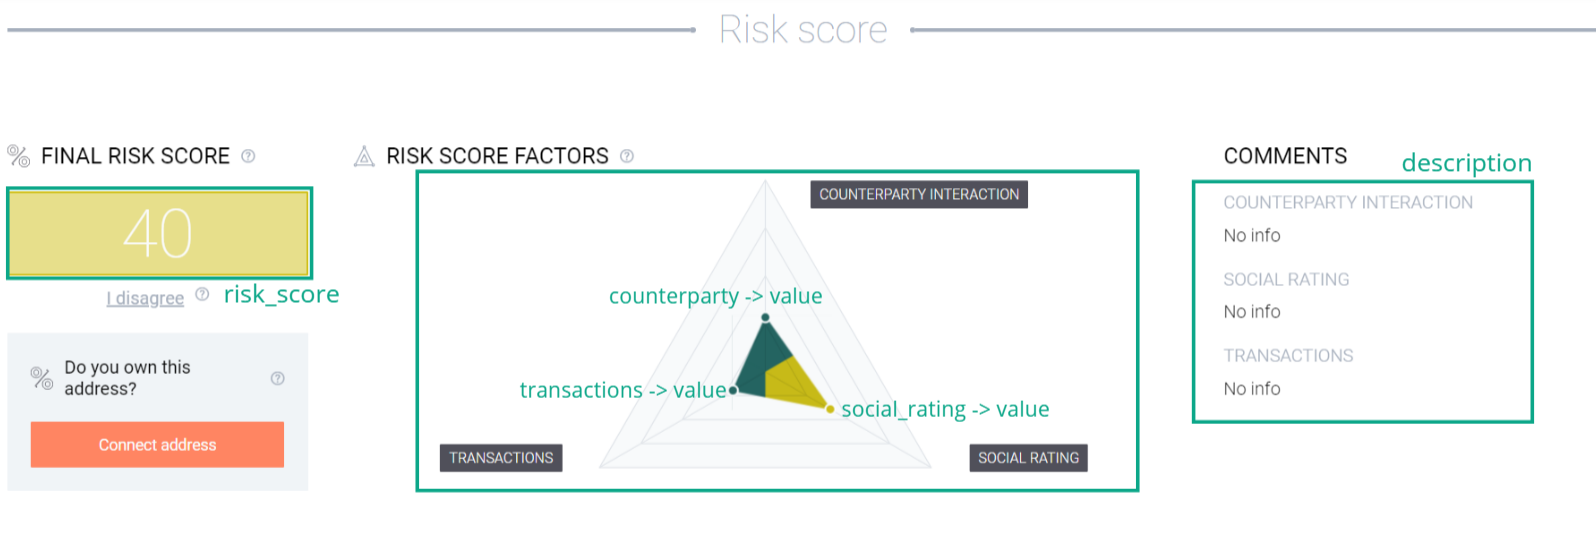 Risk score
FINAL RISK SCORE
40
I disagree
risk_score
Do you own this
address?
Connect address
RISK SCORE FACTORS
COUNTERPARTY INTERACTION
counterparty -> value
transactions -> value
social_rating -> value
TRANSACTIONS
SOCIAL RATING
COMMENTS
description
COUNTERPARTY INTERACTION
No info
SOCIAL RATING
No info
TRANSACTIONS
No info